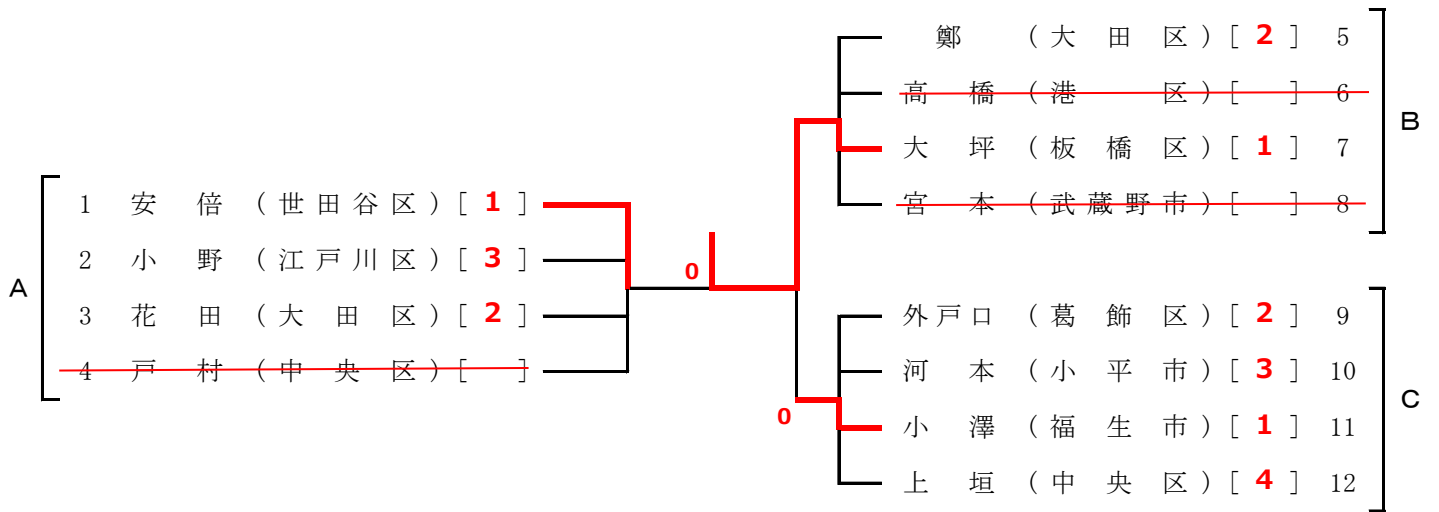 A
1 安倍 (世田谷区) [ 1 ]
2 小野 (江戸川区) [ 3 ]
3 花田 (大田区) [ 2 ]
4 戸村 (中央区) [ ]
0
0
鄭 (大田区) [ 2 ] 5
高橋 (港区) [ ] 6
大坪 (板橋区) [ 1 ] 7
宮本 (武蔵野市) [ ] 8
B
外戸口 (葛飾区) [ 2 ] 9
河本 (小平市) [ 3 ] 10
小澤 (福生市) [ 1 ] 11
上垣 (中央区) [ 4 ] 12
C